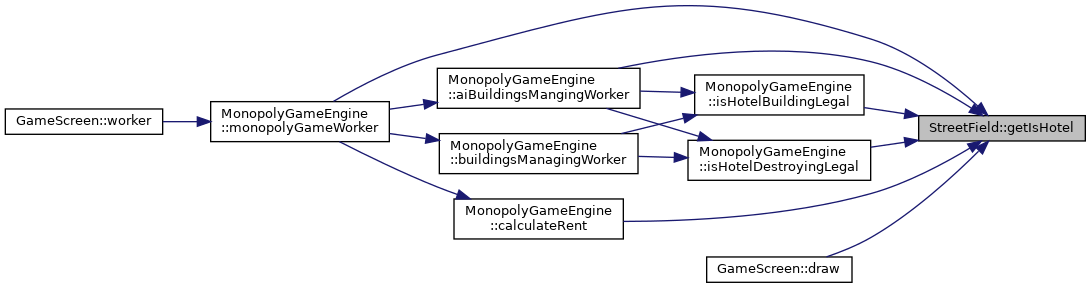 GameScreen::worker
MonopolyGameEngine
::monopolyGameWorker
MonopolyGameEngine
::aiBuildingsMangingWorker
MonopolyGameEngine
::buildingsManagingWorker
MonopolyGameEngine
::calculateRent
MonopolyGameEngine
::isHotelBuildingLegal
MonopolyGameEngine
::isHotelDestroyingLegal
GameScreen::draw
StreetField::getIsHotel